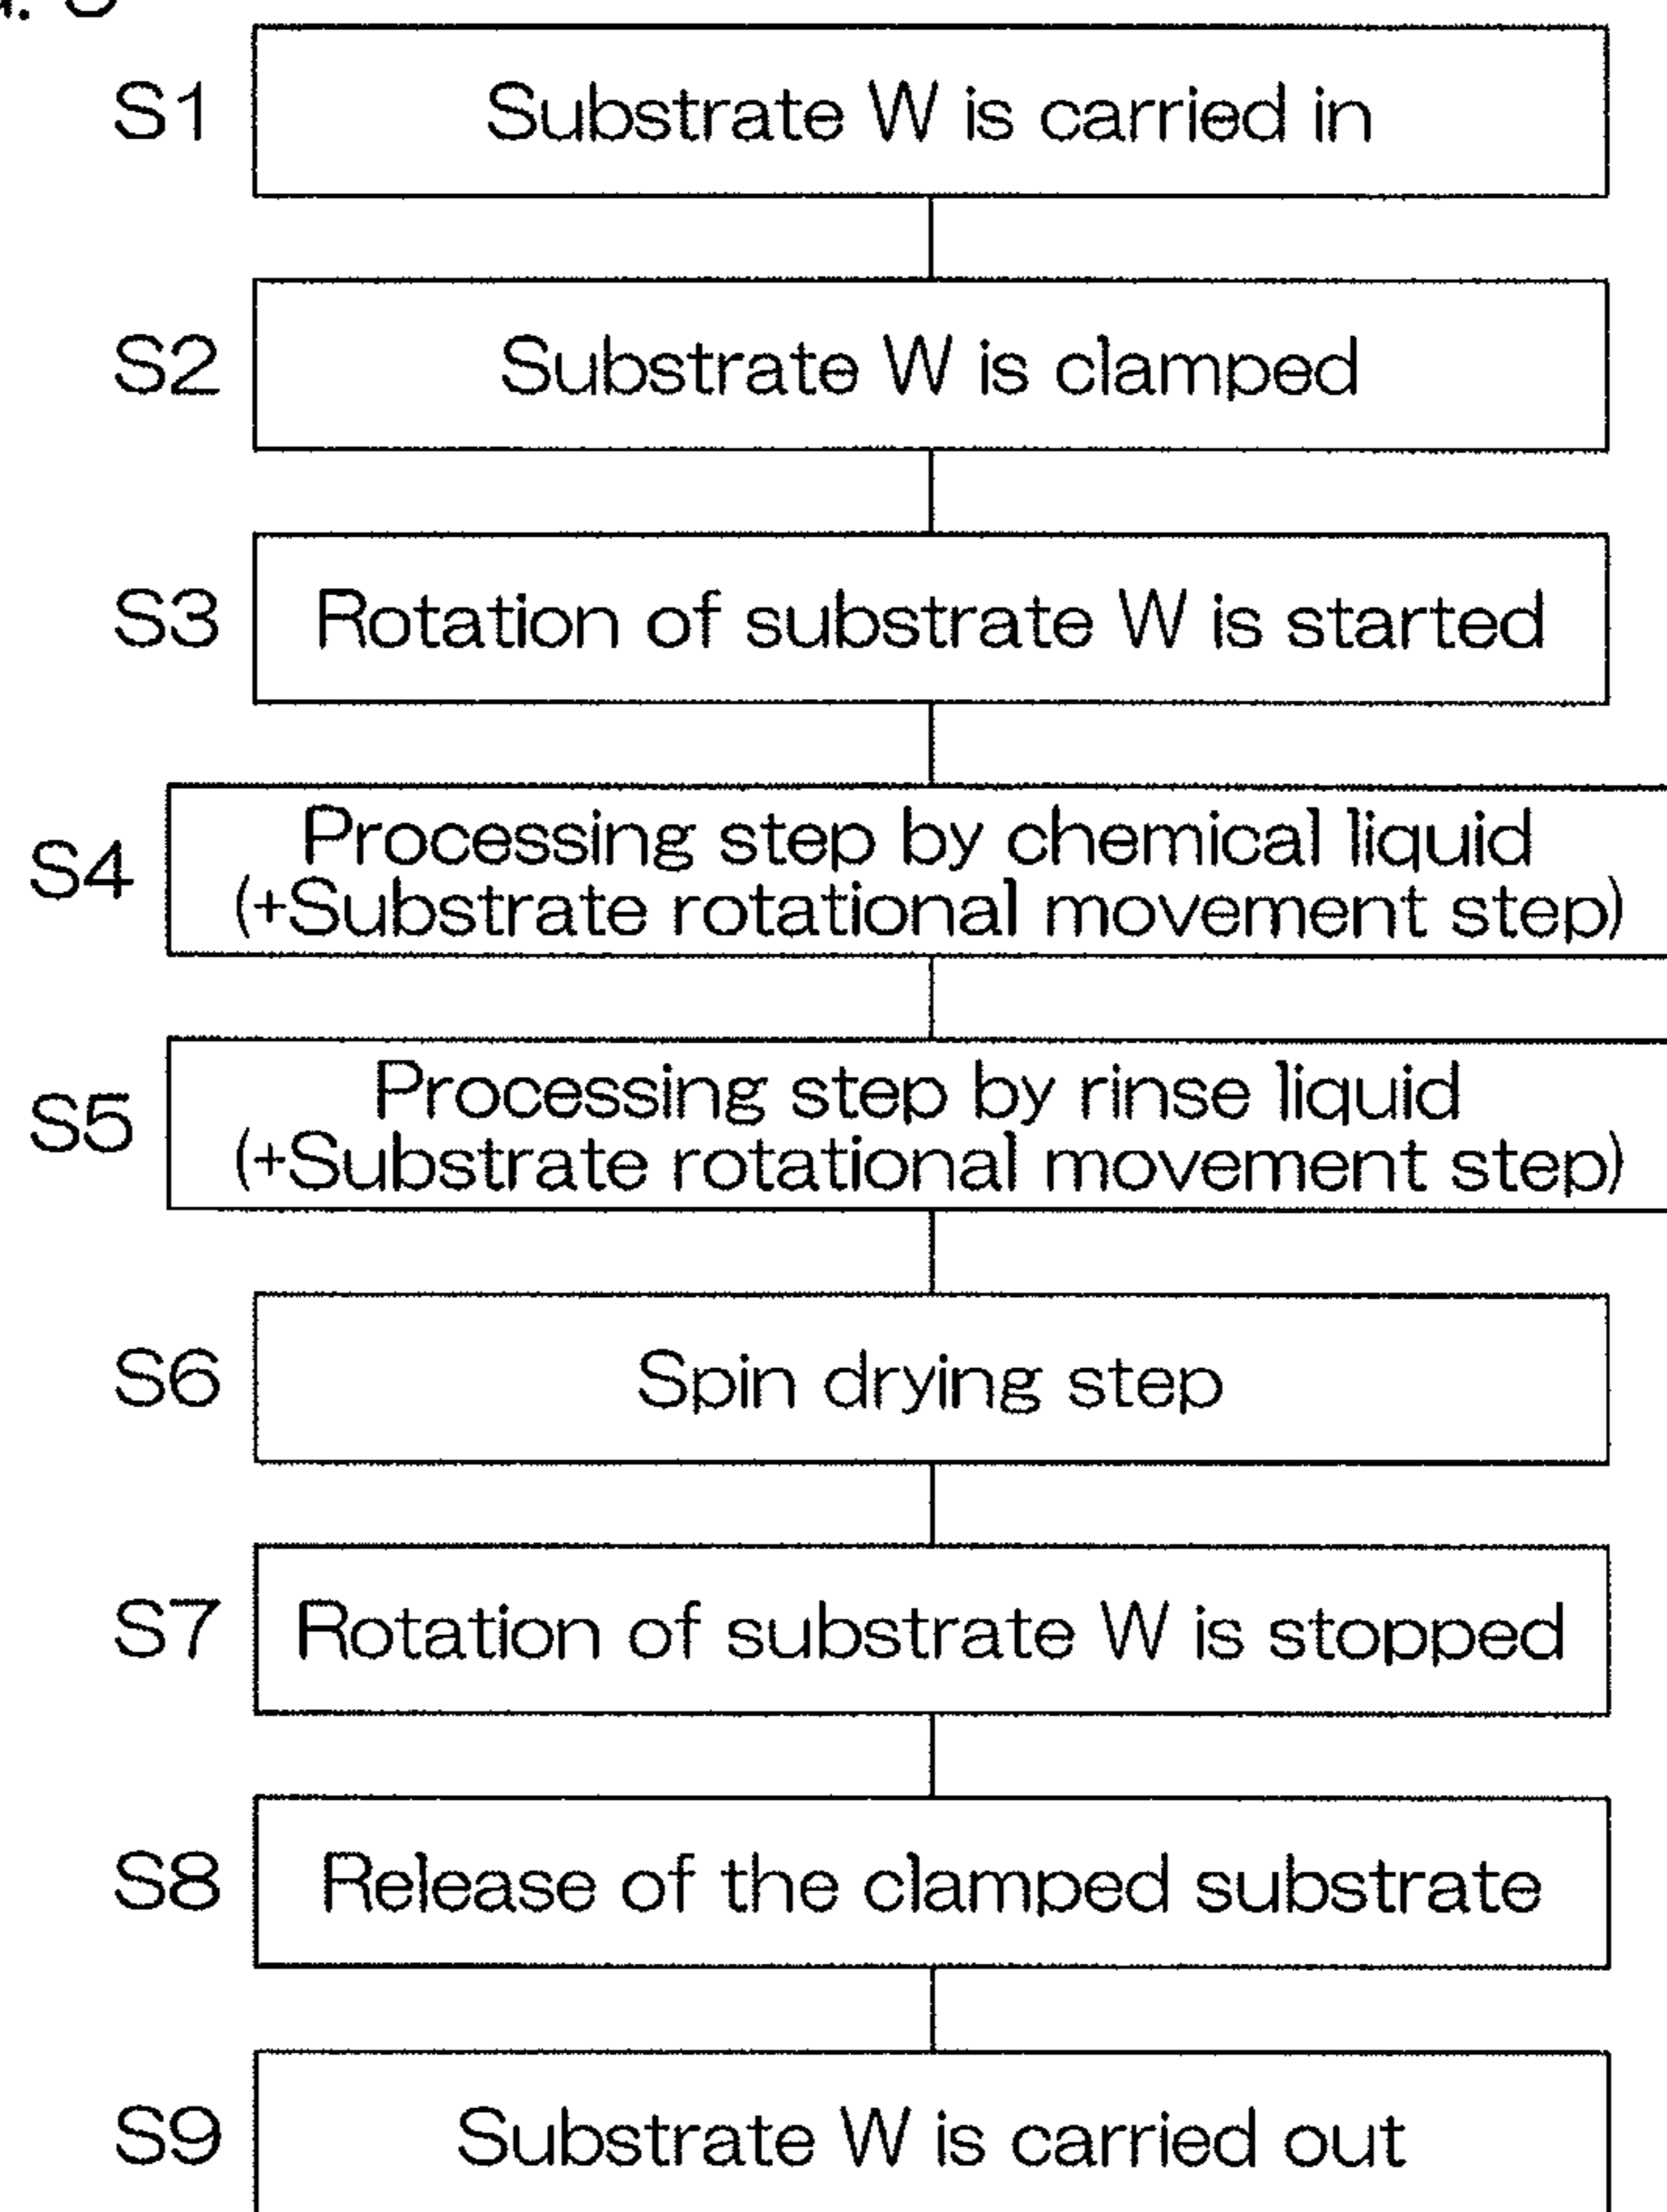 S1 Substrate W is carried in
S2 Substrate W is clamped
S3 Rotation of substrate W is started
S4 Processing step by chemical liquid
(+Substrate rotational movement step)
S5 Processing step by rinse liquid
(+Substrate rotational movement step)
S6 Spin drying step
S7 Rotation of substrate W is stopped
S8 Release of the clamped substrate
S9 Substrate W is carried out